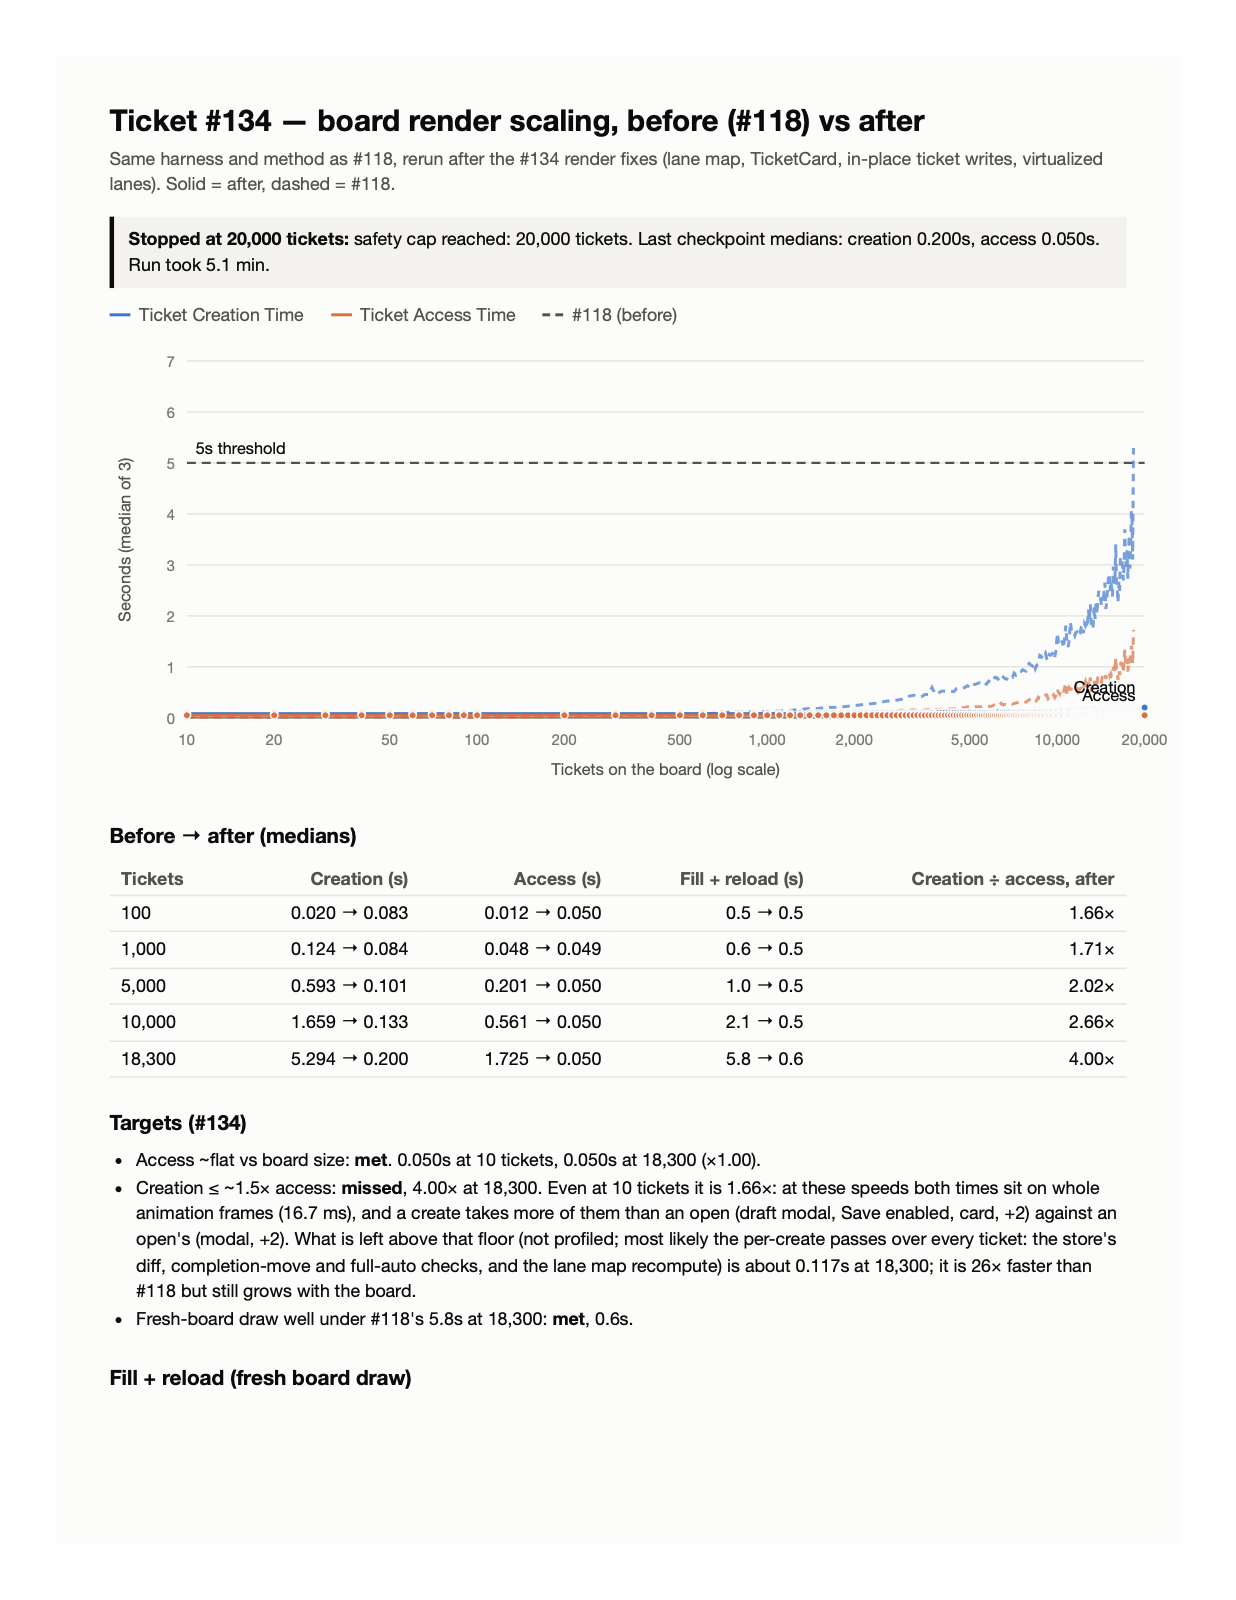 Ticket #134 — board render scaling, before (#118) vs after
Same harness and method as #118, rerun after the #134 render fixes (lane map, TicketCard, in-place ticket writes, virtualized
lanes). Solid = after, dashed = #118.
Stopped at 20,000 tickets: safety cap reached: 20,000 tickets. Last checkpoint medians: creation 0.200s, access 0.050s.
Run took 5.1 min.
Ticket Creation Time Ticket Access Time #118 (before)
7
6
5s threshold
5
4
3
2
1
0
Seconds (median of 3)
Creation
Access
10 20 50 100 200 500 1,000 2,000 5,000 10,000 20,000
Tickets on the board (log scale)
Before → after (medians)
Tickets Creation (s) Access (s) Fill + reload (s) Creation ÷ access, after
100 0.020 → 0.083 0.012 → 0.050 0.5 → 0.5 1.66×
1,000 0.124 → 0.084 0.048 → 0.049 0.6 → 0.5 1.71×
5,000 0.593 → 0.101 0.201 → 0.050 1.0 → 0.5 2.02×
10,000 1.659 → 0.133 0.561 → 0.050 2.1 → 0.5 2.66×
18,300 5.294 → 0.200 1.725 → 0.050 5.8 → 0.6 4.00×
Targets (#134)
• Access ~flat vs board size: met. 0.050s at 10 tickets, 0.050s at 18,300 (×1.00).
• Creation ≤ ~1.5× access: missed, 4.00× at 18,300. Even at 10 tickets it is 1.66×: at these speeds both times sit on whole
animation frames (16.7 ms), and a create takes more of them than an open (draft modal, Save enabled, card, +2) against an
open's (modal, +2). What is left above that floor (not profiled; most likely the per-create passes over every ticket: the store's
diff, completion-move and full-auto checks, and the lane map recompute) is about 0.117s at 18,300; it is 26× faster than
#118 but still grows with the board.
• Fresh-board draw well under #118's 5.8s at 18,300: met, 0.6s.
Fill + reload (fresh board draw)